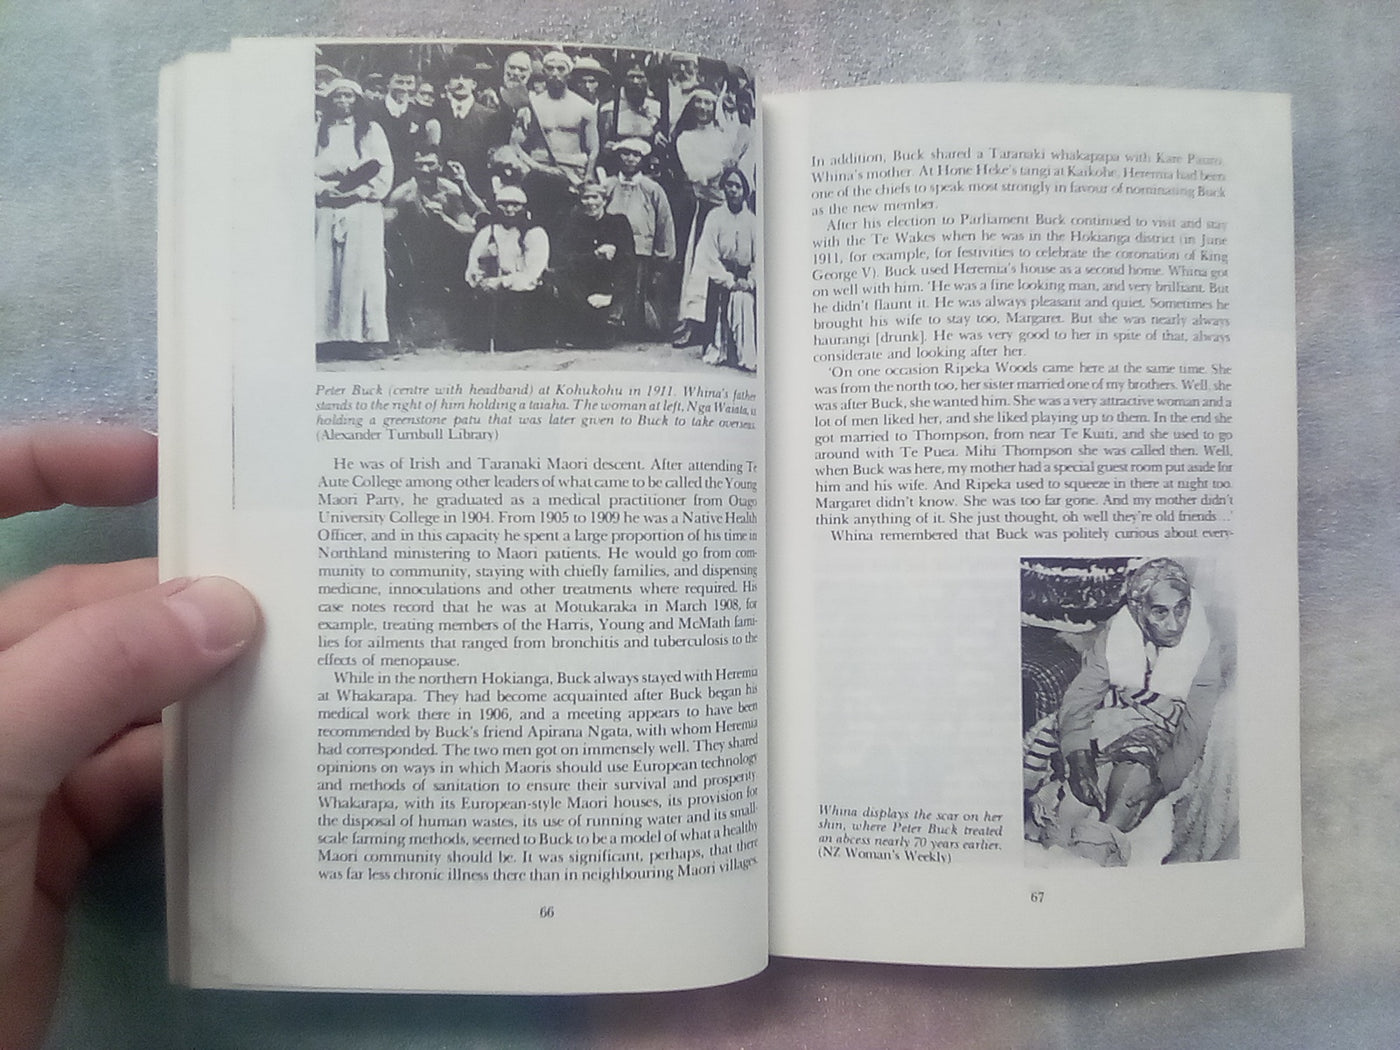 Peter Buck (centre with headband) at Kohukohu in 1911. Whina's father
stands to the right of him holding a taiaha. The woman at left, Nga Waiata, is
holding a greenstone patu that was later given to Buck to take overseas.
(Alexander Turnbull Library)
He was of Irish and Taranaki Maori descent. After attending Te
Aute College among other leaders of what came to be called the Young
Maori Party, he graduated as a medical practitioner from Otago
University College in 1904. From 1905 to 1909 he was a Native Health
Officer, and in this capacity he spent a large proportion of his time in
Northland ministering to Maori patients. He would go from com-
munity to community, staying with chiefly families, and dispensing
medicine, innoculations and other treatments where required. His
case notes record that he was at Motukaraka in March 1908, for
example, treating members of the Harris, Young and McMath fami-
lies for ailments that ranged from bronchitis and tuberculosis to the
effects of menopause.
While in the northern Hokianga, Buck always stayed with Heremia
at Whakarapa. They had become acquainted after Buck began his
medical work there in 1906, and a meeting appears to have been
recommended by Buck's friend Apirana Ngata, with whom Heremia
had corresponded. The two men got on immensely well. They shared
opinions on ways in which Maoris should use European technology
and methods of sanitation to ensure their survival and prosperity.
Whakarapa, with its European-style Maori houses, its provision for
the disposal of human wastes, its use of running water and its small-
scale farming methods, seemed to Buck to be a model of what a healthy
Maori community should be. It was significant, perhaps, that there
was far less chronic illness there than in neighbouring Maori villages.
66
In addition, Buck shared a Taranaki whakapapa with Kare Pauro,
Whina's mother. At Hone Heke's tangi at Kaikohe, Heremia had been
one of the chiefs to speak most strongly in favour of nominating Buck
as the new member.
After his election to Parliament Buck continued to visit and stay
with the Te Wakes when he was in the Hokianga district (in June
1911, for example, for festivities to celebrate the coronation of King
George V). Buck used Heremia's house as a second home. Whina got
on well with him. 'He was a fine looking man, and very brilliant. But
he didn't flaunt it. He was always pleasant and quiet. Sometimes he
brought his wife to stay too, Margaret. But she was nearly always
haurangi [drunk]. He was very good to her in spite of that, always
considerate and looking after her.
'On one occasion Ripeka Woods came here at the same time. She
was from the north too, her sister married one of my brothers. Well, she
was after Buck, she wanted him. She was a very attractive woman and a
lot of men liked her, and she liked playing up to them. In the end she
got married to Thompson, from near Te Kuiti, and she used to go
around with Te Puea. Mihi Thompson she was called then. Well,
when Buck was here, my mother had a special guest room put aside for
him and his wife. And Ripeka used to squeeze in there at night too.
Margaret didn't know. She was too far gone. And my mother didn't
think anything of it. She just thought, oh well they're old friends . . .'
Whina remembered that Buck was politely curious about every-
Whina displays the scar on her
shin, where Peter Buck treated
an abcess nearly 70 years earlier.
(NZ Woman's Weekly)
67